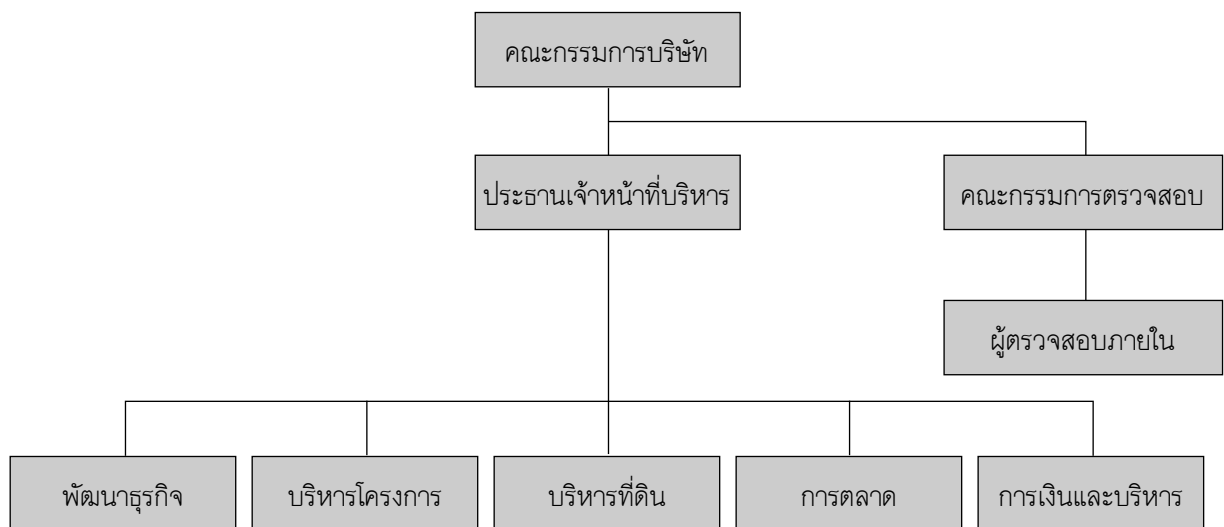 คณะกรรมการบริษัท
ประธานเจ้าหน้าที่บริหาร
คณะกรรมการตรวจสอบ
ผู้ตรวจสอบภายใน
พัฒนาธุรกิจ
บริหารโครงการ
บริหารที่ดิน
การตลาด
การเงินและบริหาร